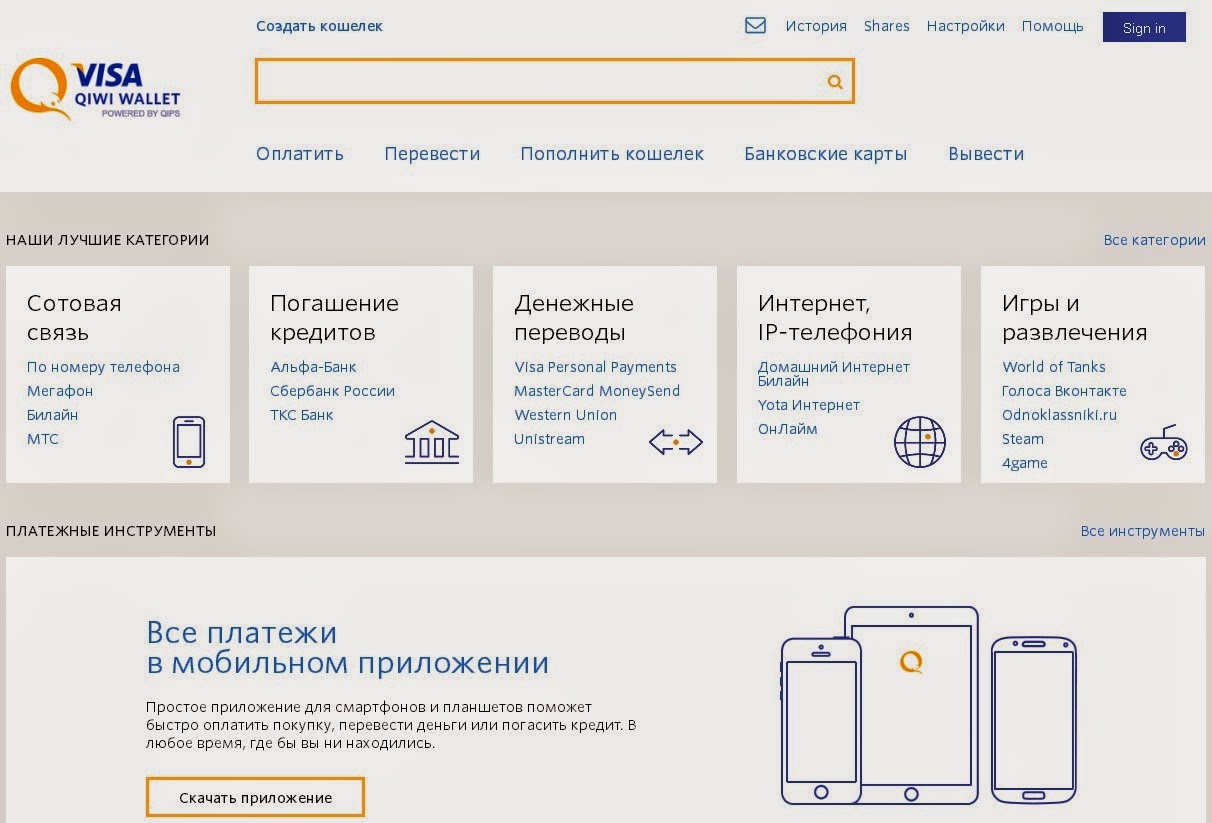 Создать кошелек
История Shares Настройки Помощь Sign in
VISA
QIWI WALLET
POWERED BY QIPS
Оплатить Перевести Пополнить кошелек Банковские карты Вывести
НАШИ ЛУЧШИЕ КАТЕГОРИИ
Все категории
Сотовая
связь
По номеру телефона
Мегафон
Билайн
МТС
Погашение
кредитов
Альфа-Банк
Сбербанк России
ТКС Банк
Денежные
переводы
Visa Personal Payments
MasterCard MoneySend
Western Union
Unistream
Интернет,
IP-телефония
Домашний Интернет
Билайн
Yota Интернет
ОнЛайм
Игры и
развлечения
World of Tanks
Голоса Вконтакте
Odnoklassniki.ru
Steam
4game
ПЛАТЕЖНЫЕ ИНСТРУМЕНТЫ
Все инструменты
Все платежи
в мобильном приложении
Простое приложение для смартфонов и планшетов поможет
быстро оплатить покупку, перевести деньги или погасить кредит. В
любое время, где бы вы ни находились.
Скачать приложение